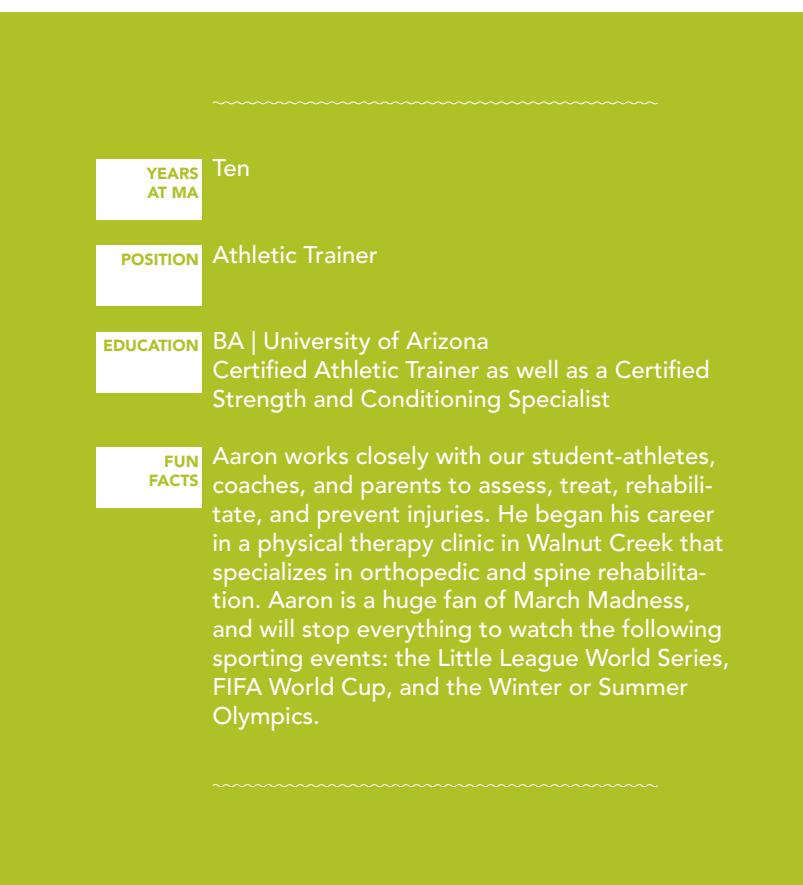 YEARS
AT MA
Ten
POSITION
Athletic Trainer
EDUCATION
BA | University of Arizona
Certified Athletic Trainer as well as a Certified
Strength and Conditioning Specialist
FUN
FACTS
Aaron works closely with our student-athletes,
coaches, and parents to assess, treat, rehabili-
tate, and prevent injuries. He began his career
in a physical therapy clinic in Walnut Creek that
specializes in orthopedic and spine rehabilita-
tion. Aaron is a huge fan of March Madness,
and will stop everything to watch the following
sporting events: the Little League World Series,
FIFA World Cup, and the Winter or Summer
Olympics.